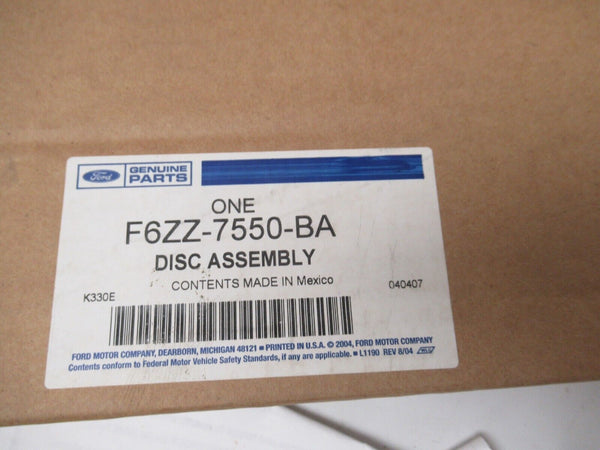 Ford GENUINE PARTS
ONE
F6ZZ-7550-BA
DISC ASSEMBLY
CONTENTS MADE IN Mexico
K330E 040407
FORD MOTOR COMPANY, DEARBORN, MICHIGAN 48121 ■ PRINTED IN U.S.A. © 2004, FORD MOTOR COMPANY
Contents conform to Federal Motor Vehicle Safety Standards, if any are applicable. ■ L1190 REV 8/04